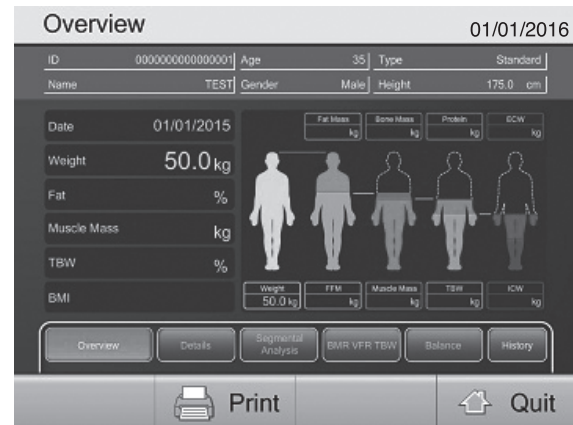 Overview 01/01/2016
ID 0000000000000001 Age 35 Type Standard
Name TEST Gender Male Height 175.0 cm
Date 01/01/2015
Weight 50.0 kg
Fat %
Muscle Mass kg
TBW %
BMI
Fat Mass kg Bone Mass kg Protein kg ECW kg
Weight 50.0 kg FFM kg Muscle Mass kg TBW kg ICW kg
Overview Details Segmental Analysis BMR VFR TBW Balance History
Print Quit